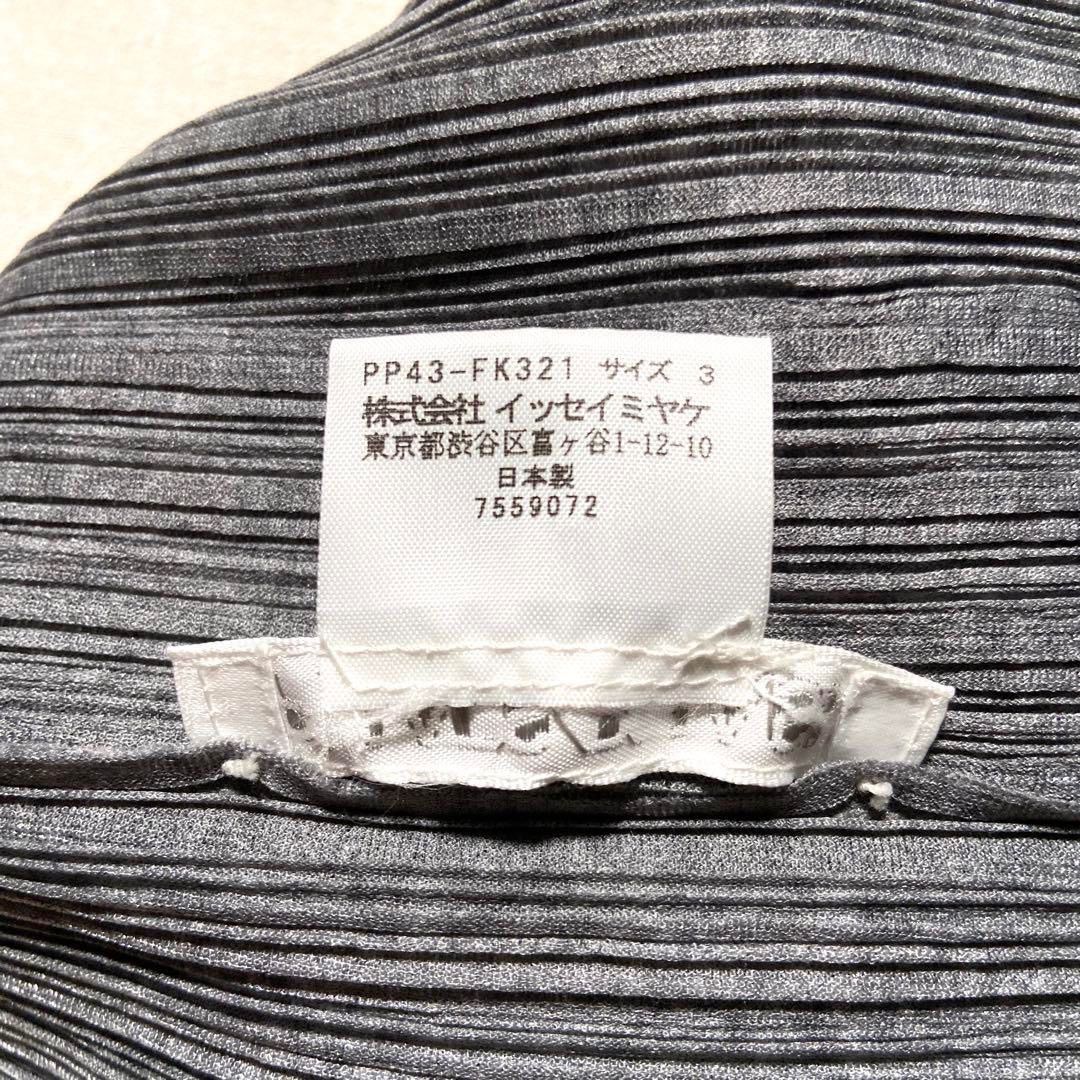 PP43-FK321 サイズ 3
株式会社 イッセイミヤケ
東京都渋谷区富ヶ谷1-12-10
日本製
7559072